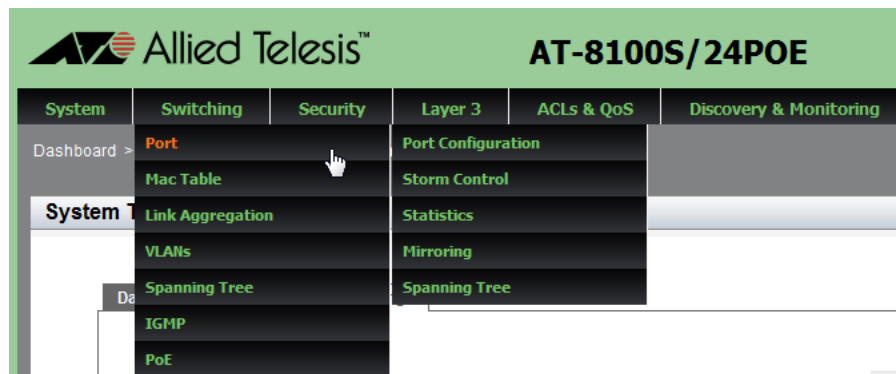 Allied Telesis™ AT-8100S/24POE
System Switching Security Layer 3 ACLs & QoS Discovery & Monitoring
Dashboard > Port Port Configuration
Mac Table Storm Control
System Link Aggregation Statistics
VLANs Mirroring
Spanning Tree Spanning Tree
IGMP
PoE